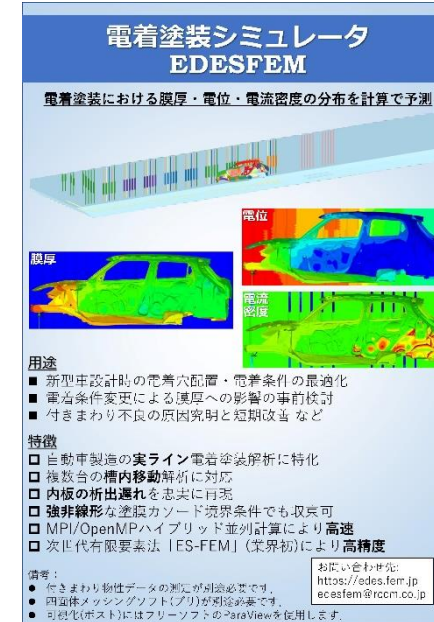 電着塗装シミュレータ
EDESFEM
電着塗装における膜厚・電位・電流密度の分布を計算で予測
電位
膜厚
電流
密度
用途
■ 新型車設計時の電着穴配置・電着条件の最適化
■ 電着条件変更による膜厚への影響の事前検討
■ 付きまわり不良の原因究明と短期改善 など
特徴
自動車製造の実ライン電着塗装解析に特化
複数台の槽内移動解析に対応
内板の析出遅れを忠実に再現
強非線形な塗膜カソード境界条件でも収束可
MPI/OpenMPハイブリッド並列計算により高速
次世代有限要素法「ES-FEM」(業界初)により高精度
お問い合わせ先:
https://edes.fem.jp
備考:
● 付きまわり物性データの測定が別途必要です。
● 四面体メッシングソフト(プリ)が別途必要です。
● 可視化(ポスト)にはフリーソフトのParaViewを使用します。